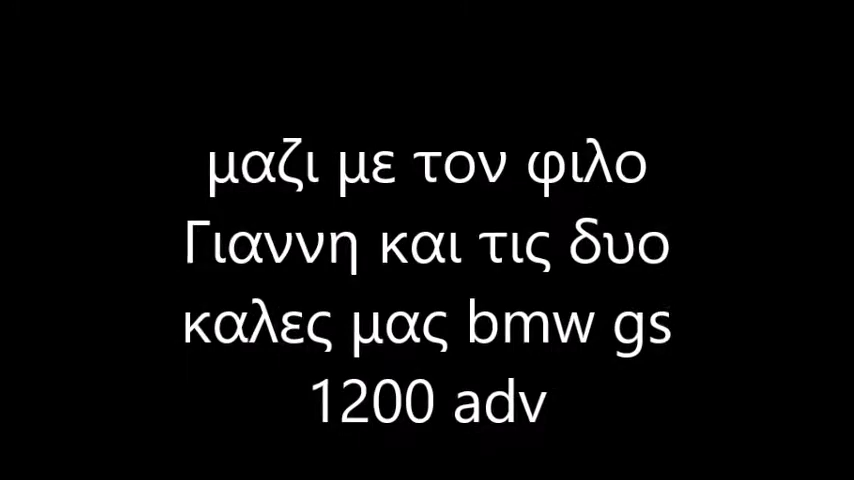 μαζι με τον φιλο
Γιαννη και τις δυο
καλες μας bmw gs
1200 adv